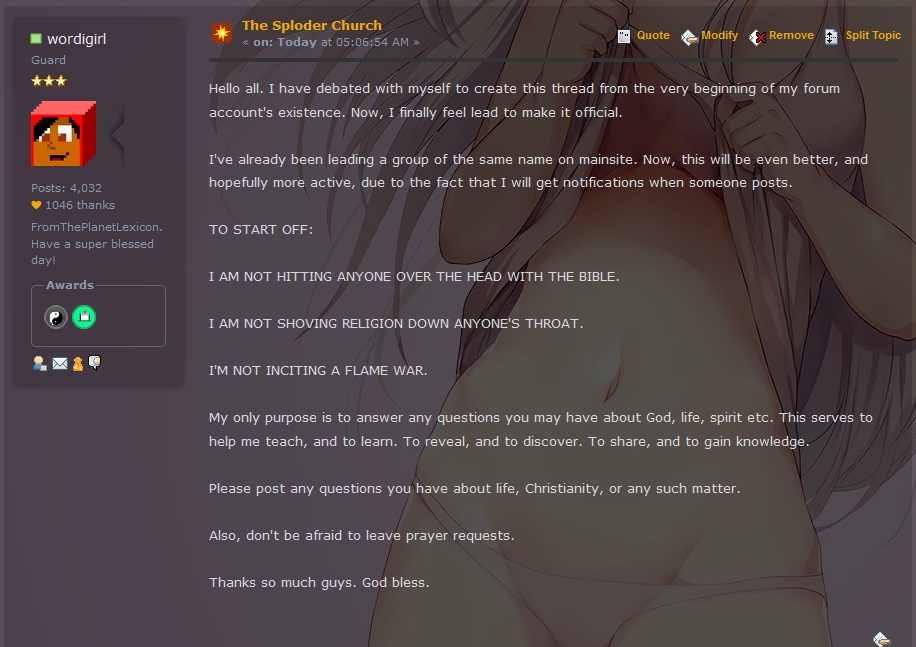 wordigirl
Guard
Posts: 4,032
1046 thanks
FromThePlanetLexicon.
Have a super blessed
day!
Awards
The Sploder Church
« on: Today at 05:06:54 AM »
Quote Modify Remove Split Topic
Hello all. I have debated with myself to create this thread from the very beginning of my forum
account's existence. Now, I finally feel lead to make it official.
I've already been leading a group of the same name on mainsite. Now, this will be even better, and
hopefully more active, due to the fact that I will get notifications when someone posts.
TO START OFF:
I AM NOT HITTING ANYONE OVER THE HEAD WITH THE BIBLE.
I AM NOT SHOVING RELIGION DOWN ANYONE'S THROAT.
I'M NOT INCITING A FLAME WAR.
My only purpose is to answer any questions you may have about God, life, spirit etc. This serves to
help me teach, and to learn. To reveal, and to discover. To share, and to gain knowledge.
Please post any questions you have about life, Christianity, or any such matter.
Also, don't be afraid to leave prayer requests.
Thanks so much guys. God bless.